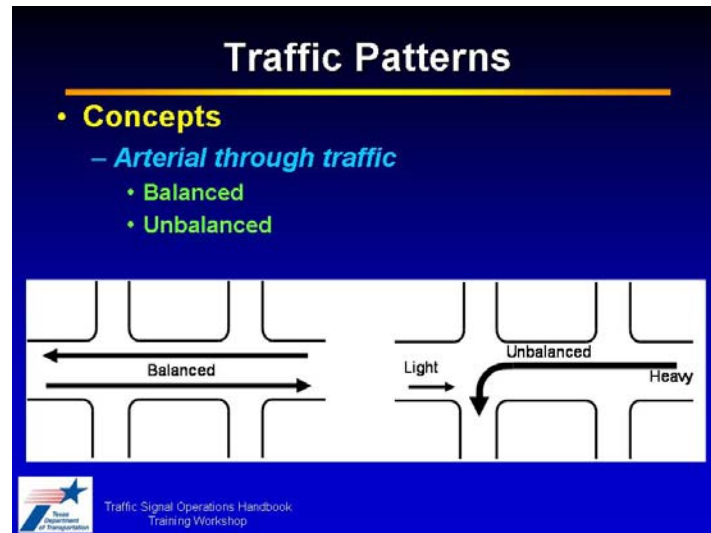 Traffic Patterns
• Concepts
– Arterial through traffic
• Balanced
• Unbalanced
Balanced
Light
Unbalanced
Heavy
Texas
Department
of Transportation
Traffic Signal Operations Handbook
Training Workshop